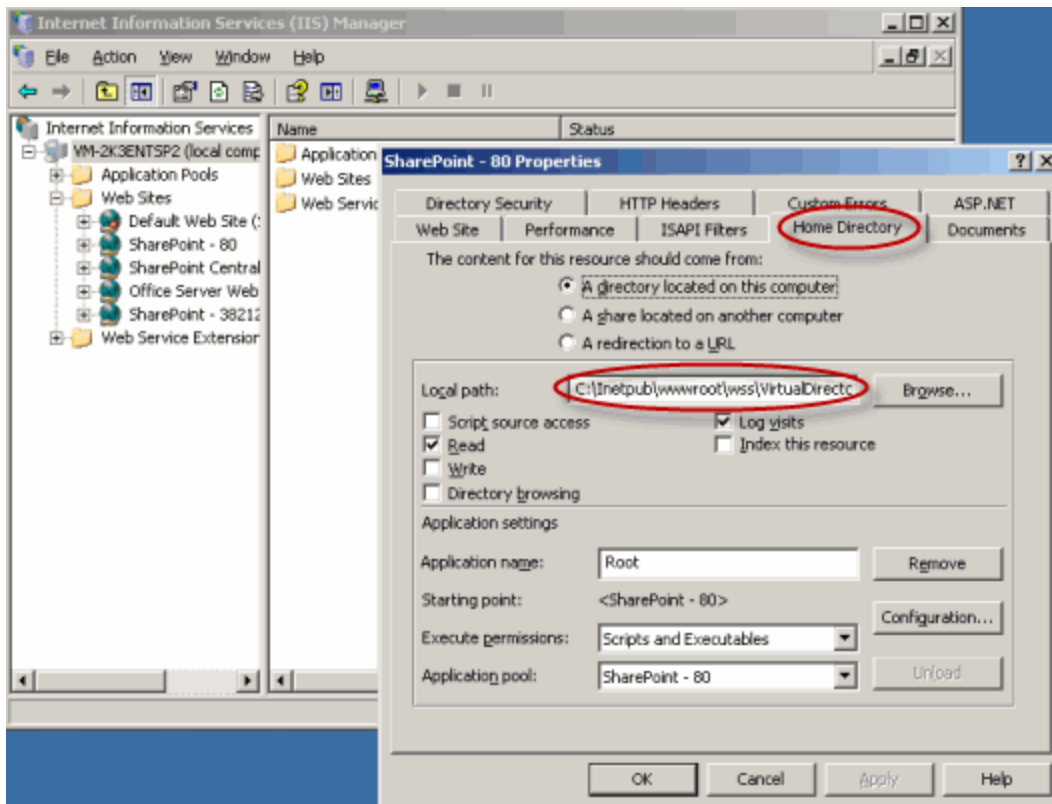 Internet Information Services (IIS) Manager
File Action View Window Help
Internet Information Services
VM-2K3ENTSP2 (local comp
Application Pools
Web Sites
Default Web Site (
SharePoint - 80
SharePoint Central
Office Server Web
SharePoint - 38212
Web Service Extension
Name Status
Application
Web Sites
Web Servic
SharePoint - 80 Properties
Directory Security HTTP Headers Custom Errors ASP.NET
Web Site Performance ISAPI Filters Home Directory Documents
The content for this resource should come from:
A directory located on this computer
A share located on another computer
A redirection to a URL
Local path: C:\Inetpub\wwwroot\wss\VirtualDirectc Browse...
Script source access Log visits
Read Index this resource
Write
Directory browsing
Application settings
Application name: Root Remove
Starting point: <SharePoint - 80>
Configuration...
Execute permissions: Scripts and Executables
Application pool: SharePoint - 80 Unload
OK Cancel Apply Help